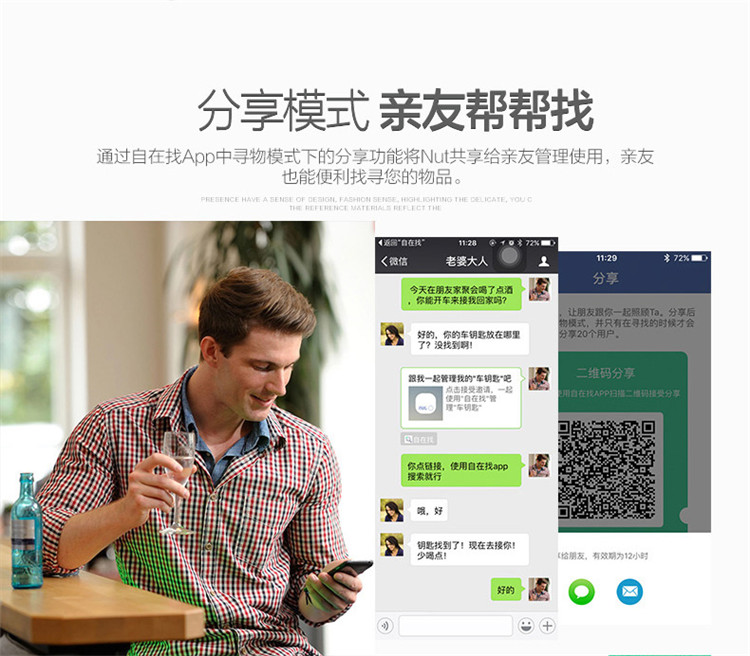 分享模式 亲友帮帮找
通过自在找App中寻物模式下的分享功能将Nut共享给亲友管理使用，亲友
也能便利找寻您的物品。
PRESENCE HAVE A SENSE OF DESIGN, FASHION SENSE, HIGHLIGHTING THE DELICATE, YOU C
THE REFERENCE MATERIALS REFLECT THE
返回"自在找"
11:28
72%
微信
老婆大人
今天在朋友家聚会喝了点酒
，你能开车来接我回家吗？
好的，你的车钥匙放在哪里
了？没找到啊！
跟我一起管理我的"车钥匙"吧
点击接受邀请，一起
使用"自在找"管
理"车钥匙"
自在找
你点链接，使用自在找app
搜索就行
哦，好
钥匙找到了！现在去接你！
少喝点！
好的
11:29
72%
分享
，让朋友跟你一起照顾Ta。分享后
物模式，并只有在寻找的时候才会
分享20个用户。
二维码分享
使用自在找APP扫描二维码接受分享
给朋友，有效期为12小时